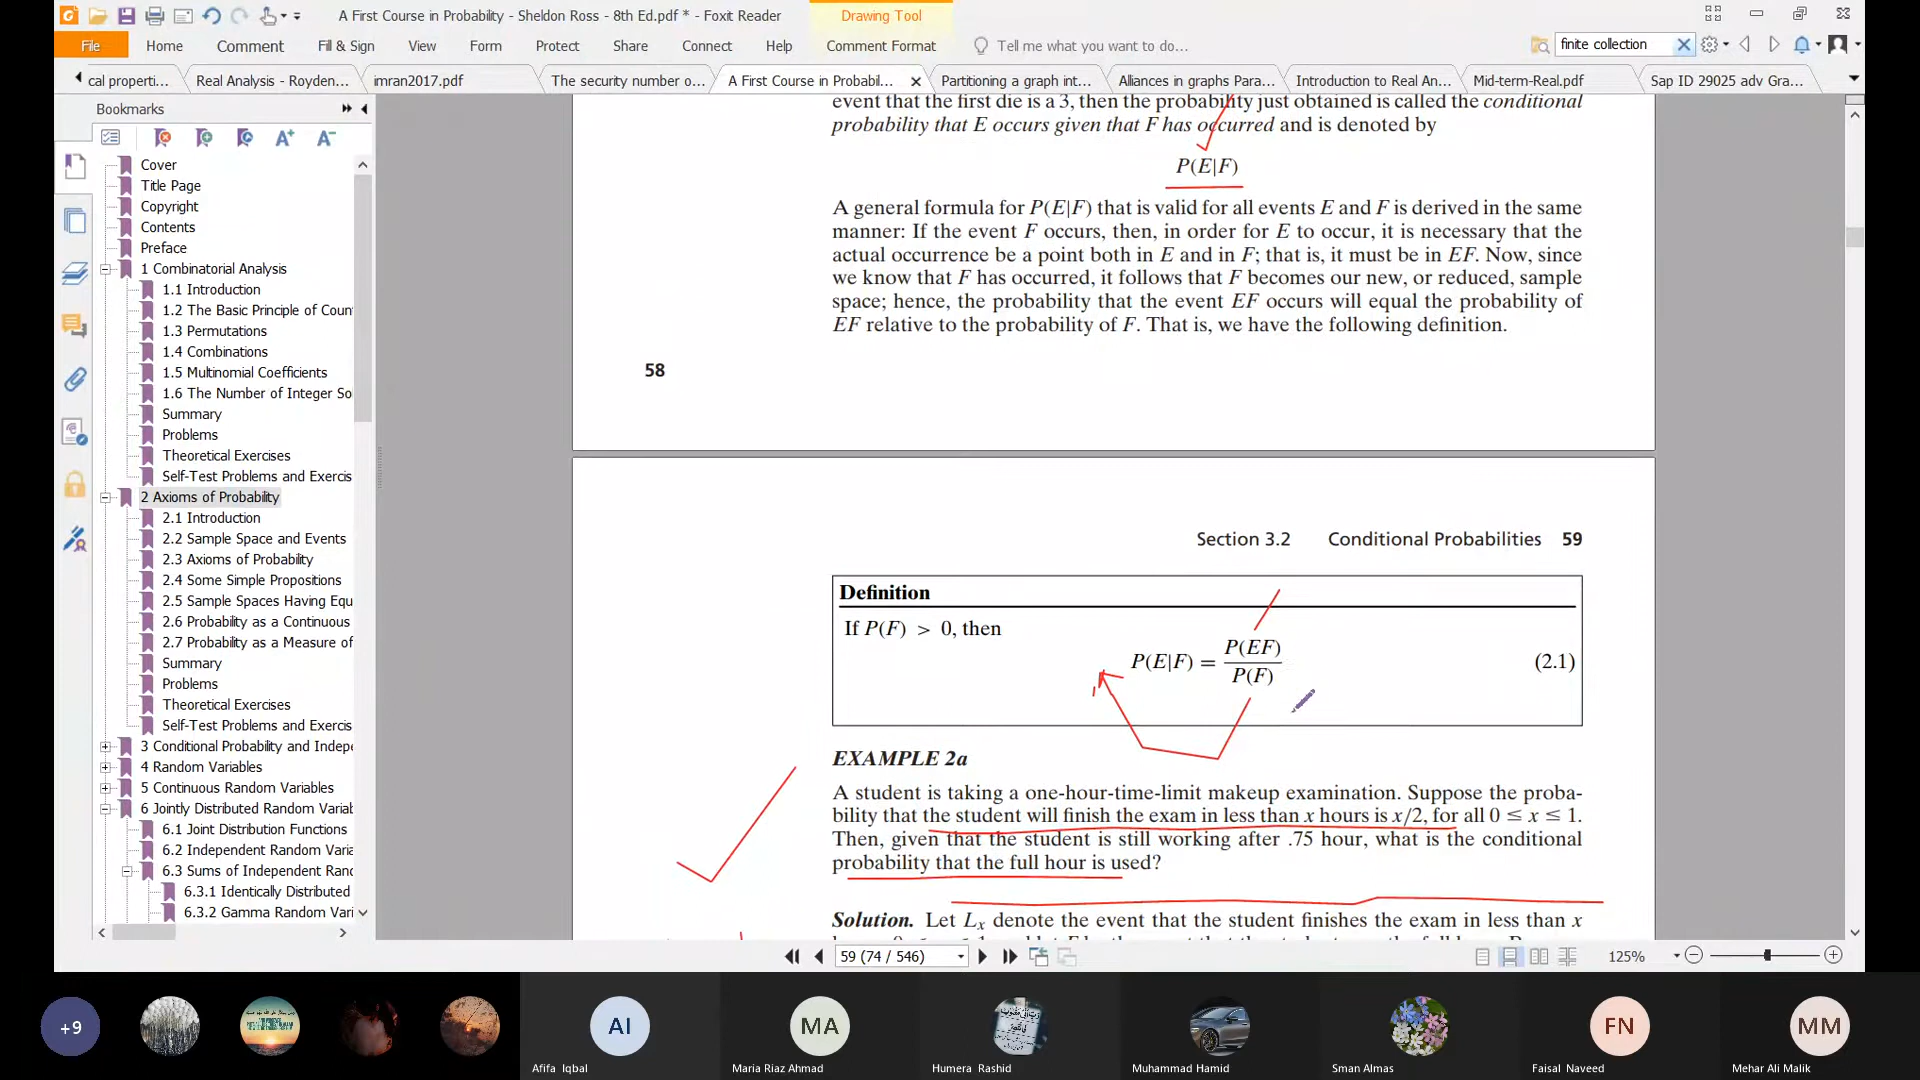 A First Course in Probability - Sheldon Ross - 8th Ed.pdf * - Foxit Reader
Drawing Tool
File
Home
Comment
Fill & Sign
View
Form
Protect
Share
Connect
Help
Comment Format
Tell me what you want to do...
finite collection
cal properti...
Real Analysis - Royden...
imran2017.pdf
The security number o...
A First Course in Probabil...
Partitioning a graph int...
Alliances in graphs Para...
Introduction to Real An...
Mid-term-Real.pdf
Sap ID 29025 adv Gra...
Bookmarks
Cover
Title Page
Copyright
Contents
Preface
1 Combinatorial Analysis
1.1 Introduction
1.2 The Basic Principle of Coun
1.3 Permutations
1.4 Combinations
1.5 Multinomial Coefficients
1.6 The Number of Integer So
Summary
Problems
Theoretical Exercises
Self-Test Problems and Exercis
2 Axioms of Probability
2.1 Introduction
2.2 Sample Space and Events
2.3 Axioms of Probability
2.4 Some Simple Propositions
2.5 Sample Spaces Having Equ
2.6 Probability as a Continuous
2.7 Probability as a Measure of
Summary
Problems
Theoretical Exercises
Self-Test Problems and Exercis
3 Conditional Probability and Indepe
4 Random Variables
5 Continuous Random Variables
6 Jointly Distributed Random Variab
6.1 Joint Distribution Functions
6.2 Independent Random Varia
6.3 Sums of Independent Rand
6.3.1 Identically Distributed
6.3.2 Gamma Random Vari
event that the first die is a 3, then the probability just obtained is called the conditional
probability that E occurs given that F has occurred and is denoted by
P(E|F)
A general formula for P(E|F) that is valid for all events E and F is derived in the same
manner: If the event F occurs, then, in order for E to occur, it is necessary that the
actual occurrence be a point both in E and in F; that is, it must be in EF. Now, since
we know that F has occurred, it follows that F becomes our new, or reduced, sample
space; hence, the probability that the event EF occurs will equal the probability of
EF relative to the probability of F. That is, we have the following definition.
58
Section 3.2 Conditional Probabilities 59
Definition
If P(F) > 0, then
P(E|F) = P(EF)/P(F) (2.1)
EXAMPLE 2a
A student is taking a one-hour-time-limit makeup examination. Suppose the proba-
bility that the student will finish the exam in less than x hours is x/2, for all 0 ≤ x ≤ 1.
Then, given that the student is still working after .75 hour, what is the conditional
probability that the full hour is used?
Solution. Let Lx denote the event that the student finishes the exam in less than x
59 (74 / 546)
125%
+9
AI
MA
FN
MM
Afifa Iqbal
Maria Riaz Ahmad
Humera Rashid
Muhammad Hamid
Sman Almas
Faisal Naveed
Mehar Ali Malik